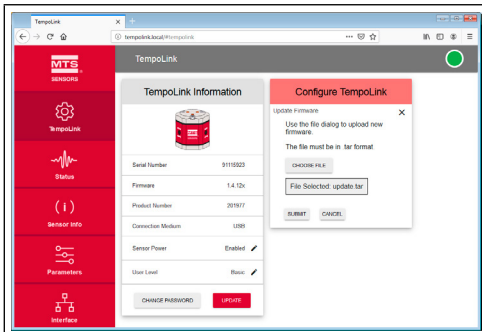 TempoLink
tempolink.local/#tempolink
MTS
SENSORS
TempoLink
Status
Sensor Info
Parameters
Interface
TempoLink
TempoLink Information
Serial Number 91115923
Firmware 1.4.12x
Product Number 201977
Connection Medium USB
Sensor Power Enabled
User Level Basic
CHANGE PASSWORD UPDATE
Configure TempoLink
Update Firmware
Use the file dialog to upload new
firmware.
The file must be in .tar format
CHOOSE FILE
File Selected: update.tar
SUBMIT CANCEL